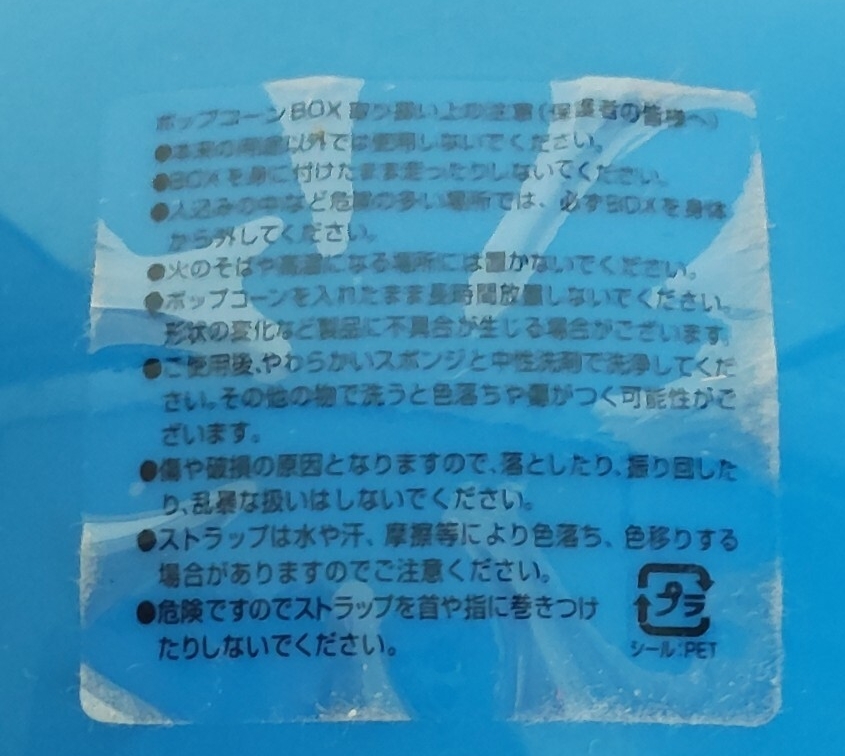 ポップコーンBOX 取り扱い上の注意(保護者の皆様へ)
●本来の用途以外では使用しないでください。
●BOXを身に付けたまま走ったりしないでください。
●人込みの中など危険の多い場所では、必ずBOXを身体
から外してください。
●火のそばや高温になる場所には置かないでください。
●ポップコーンを入れたまま長時間放置しないでください。
形状の変化など製品に不具合が生じる場合がございます。
●ご使用後、やわらかいスポンジと中性洗剤で洗浄してくだ
さい。その他の物で洗うと色落ちや傷がつく可能性がご
ざいます。
●傷や破損の原因となりますので、落としたり、振り回した
り、乱暴な扱いはしないでください。
●ストラップは水や汗、摩擦等により色落ち、色移りする
場合がありますのでご注意ください。
●危険ですのでストラップを首や指に巻きつけ
たりしないでください。
プラ
シール:PET